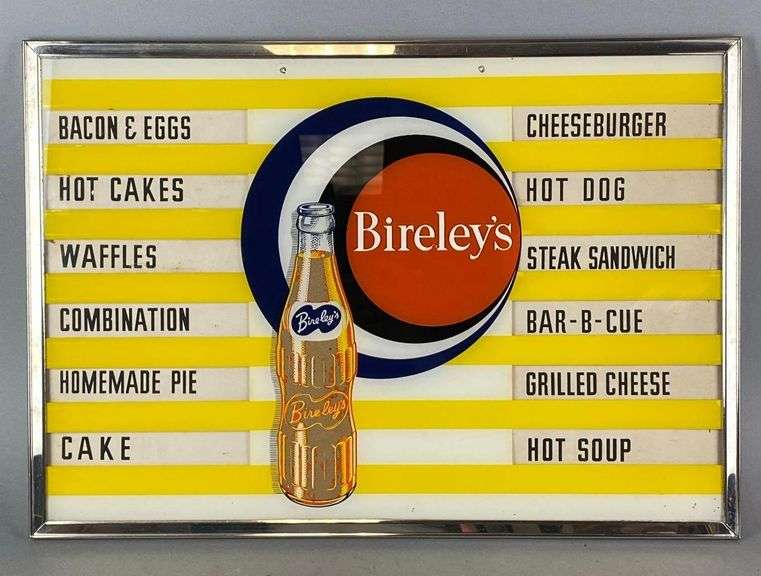 BACON & EGGS
HOT CAKES
WAFFLES
COMBINATION
HOMEMADE PIE
CAKE
Bireley's
Bireley's
Bireley's
CHEESEBURGER
HOT DOG
STEAK SANDWICH
BAR-B-CUE
GRILLED CHEESE
HOT SOUP